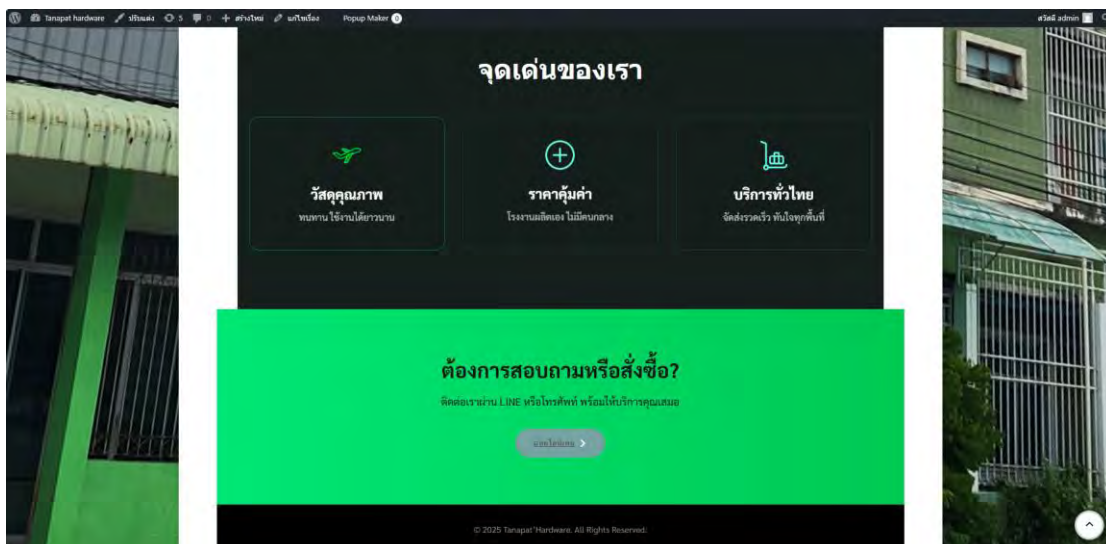 Tanapat hardware ปรับแต่ง 5 0 + สร้างใหม่ แก้ไขเรื่อง Popup Maker 0 สวัสดี admin
จุดเด่นของเรา
วัสดุคุณภาพ
ทนทาน ใช้งานได้ยาวนาน
ราคาคุ้มค่า
โรงงานผลิตเอง ไม่มีคนกลาง
บริการทั่วไทย
จัดส่งรวดเร็ว ทันใจทุกพื้นที่
ต้องการสอบถามหรือสั่งซื้อ?
ติดต่อเราผ่าน LINE หรือโทรศัพท์ พร้อมให้บริการคุณเสมอ
© 2025 Tanapat'Hardware. All Rights Reserved.